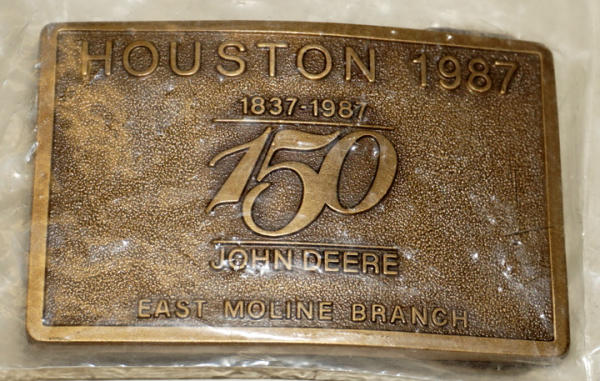 HOUSTON 1987
1837-1987
150
JOHN DEERE
EAST MOLINE BRANCH